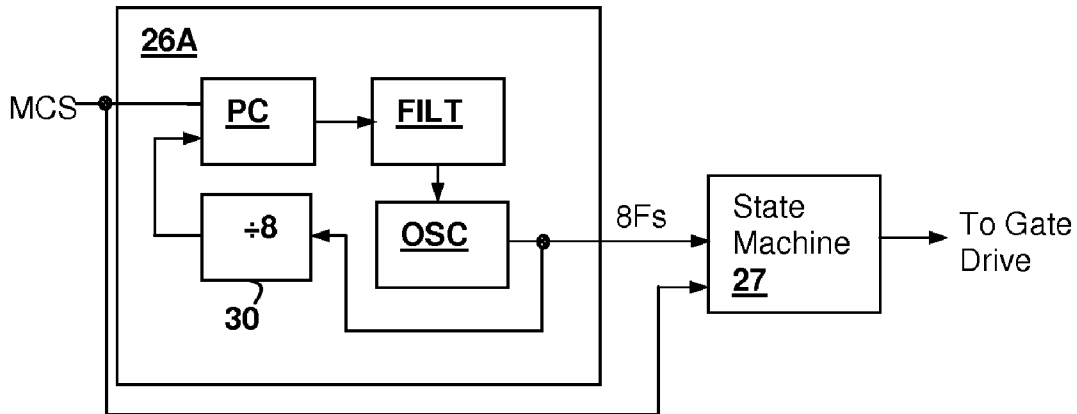 26A
MCS
PC
FILT
÷8
OSC
30
8Fs
State
Machine
27
To Gate
Drive